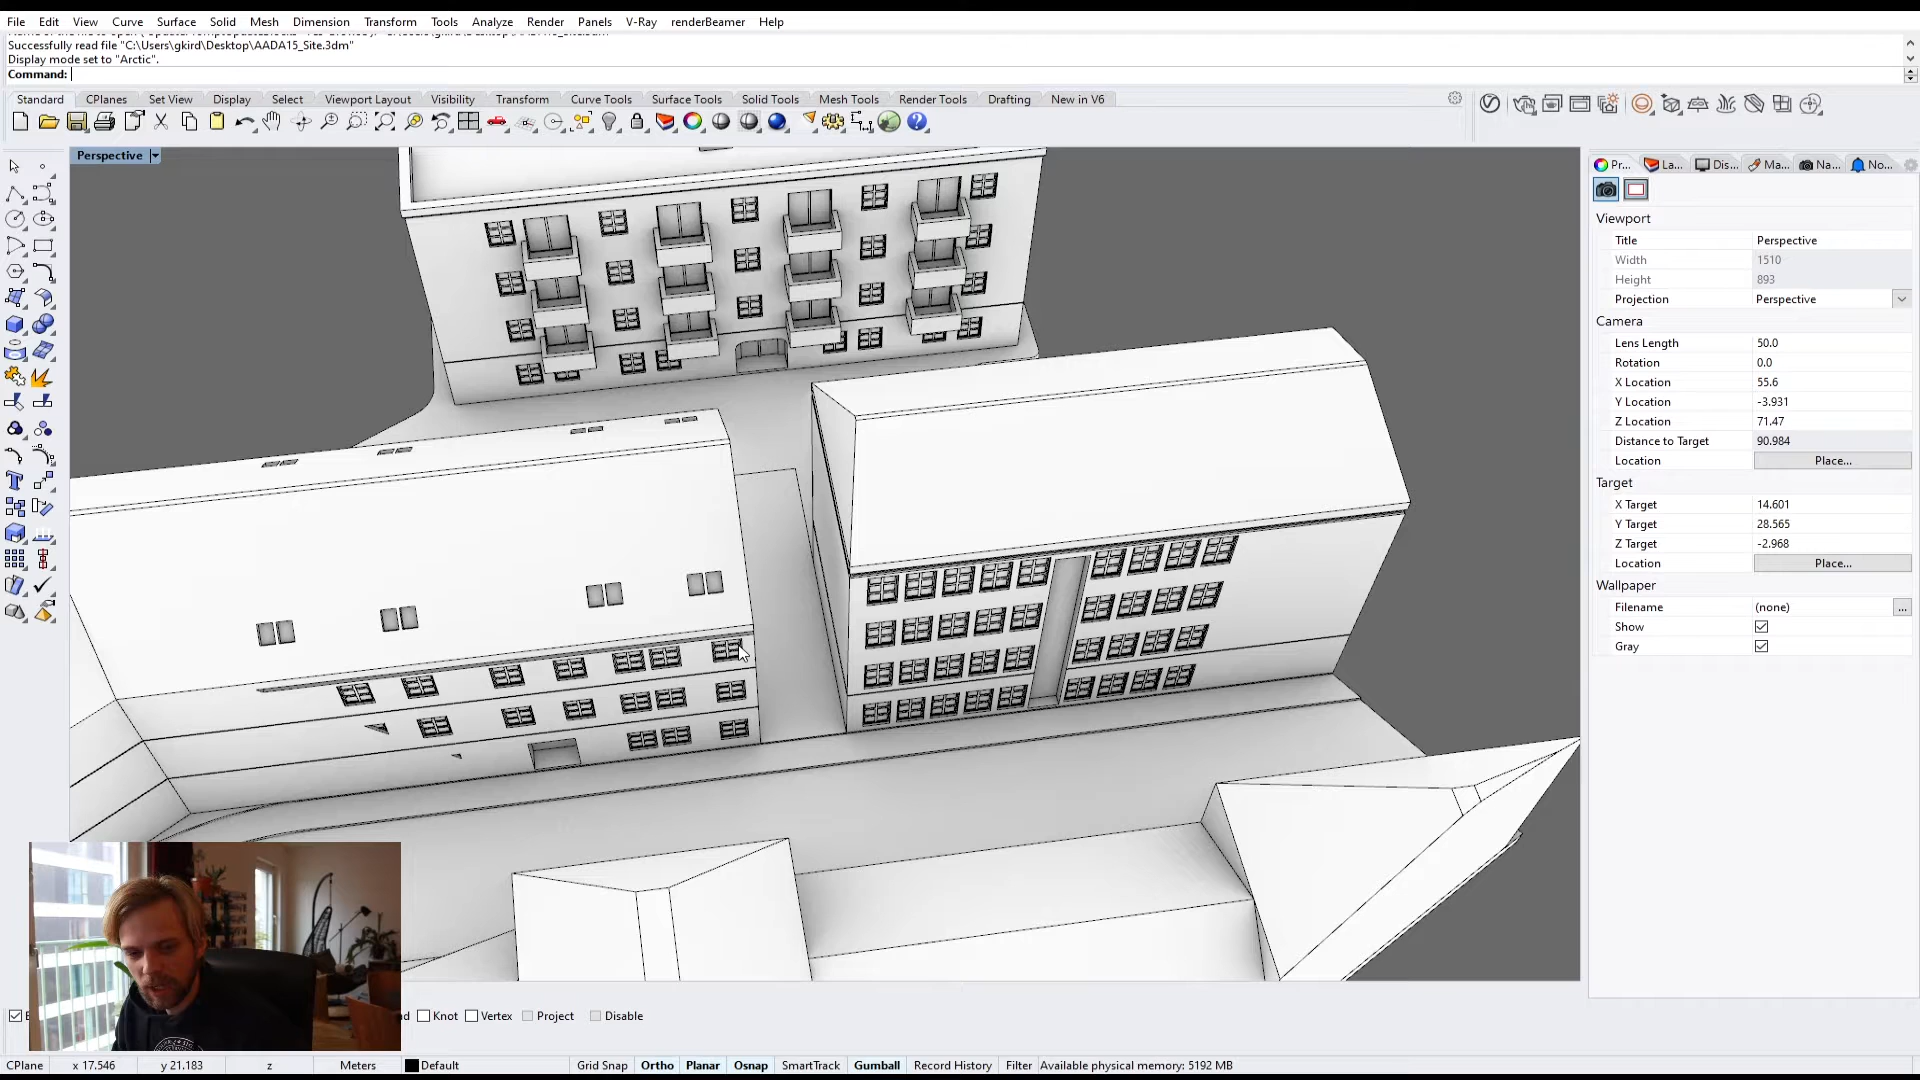 File Edit View Curve Surface Solid Mesh Dimension Transform Tools Analyze Render Panels V-Ray renderBeamer Help
Successfully read file "C:\Users\gkird\Desktop\AADA15_Site.3dm"
Display mode set to "Arctic".
Command:
Standard CPlanes Set View Display Select Viewport Layout Visibility Transform Curve Tools Surface Tools Solid Tools Mesh Tools Render Tools Drafting New in V6
Perspective
Pr... La... Dis... Ma... Na... No...
Viewport
Title Perspective
Width 1510
Height 893
Projection Perspective
Camera
Lens Length 50.0
Rotation 0.0
X Location 55.6
Y Location -3.931
Z Location 71.47
Distance to Target 90.984
Location Place...
Target
X Target 14.601
Y Target 28.565
Z Target -2.968
Location Place...
Wallpaper
Filename (none) ...
Show
Gray
Knot Vertex Project Disable
CPlane x 17.546 y 21.183 z Meters Default Grid Snap Ortho Planar Osnap SmartTrack Gumball Record History Filter Available physical memory: 5192 MB